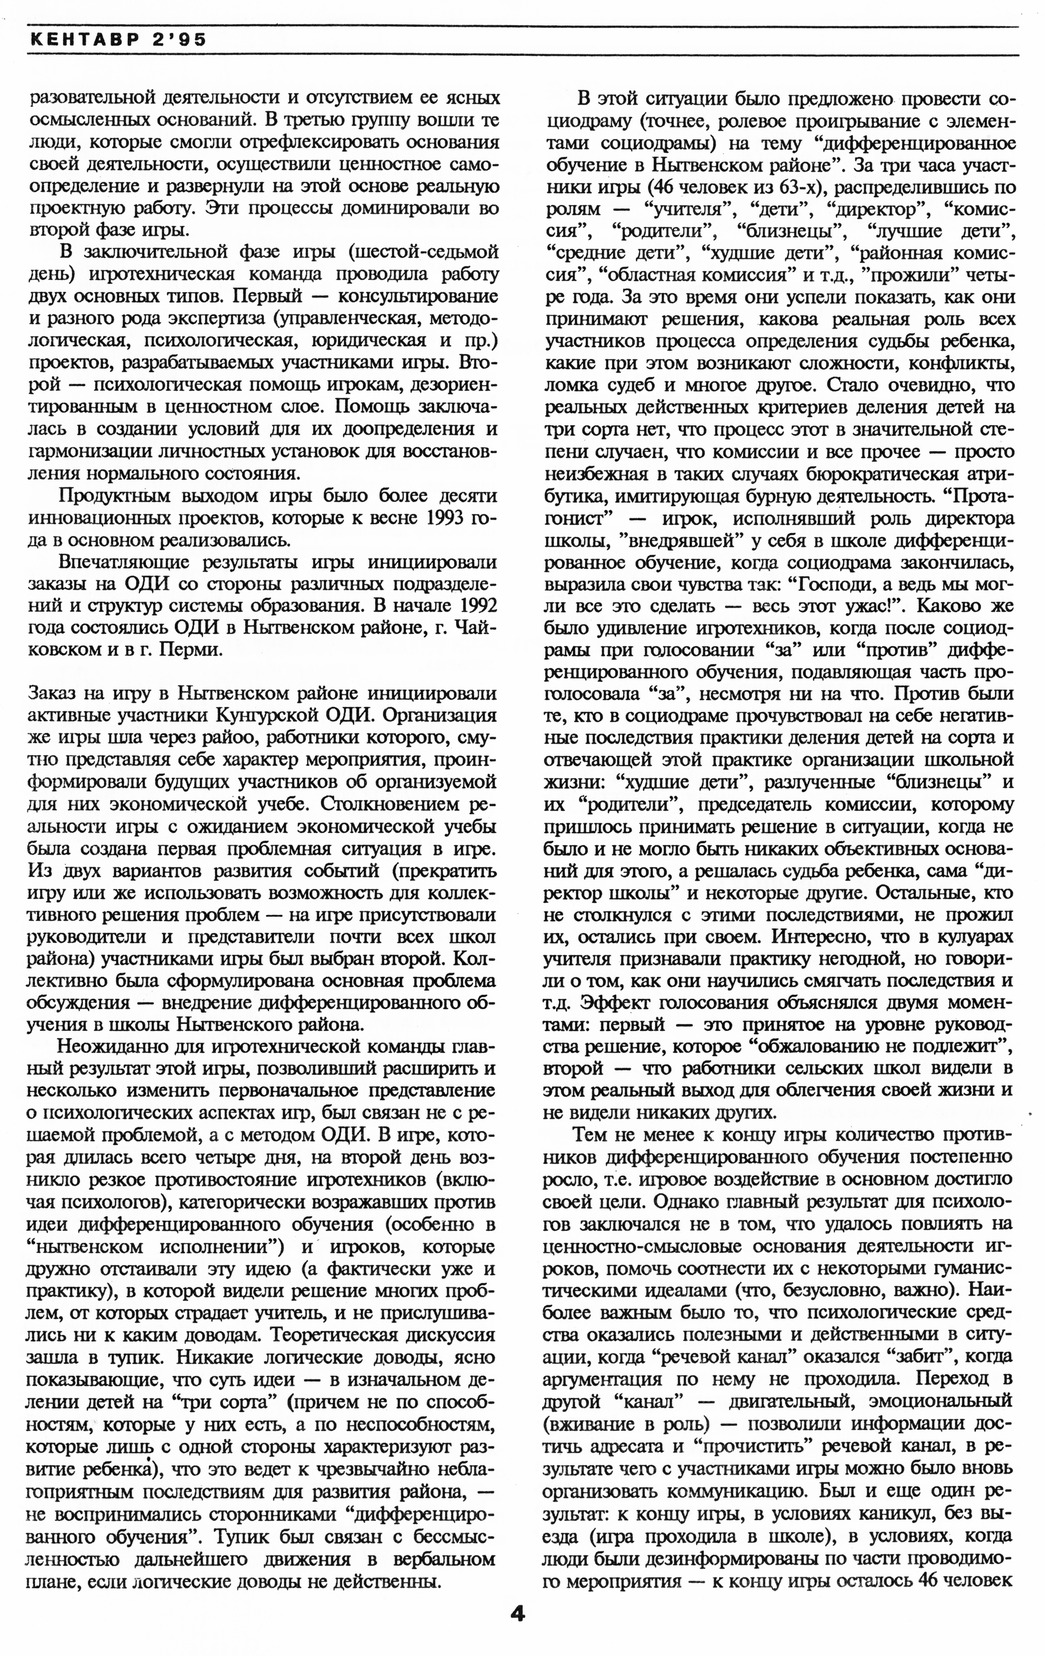 КЕНТАВР 2'95
разовательной деятельности и отсутствием ее ясных
осмысленных оснований. В третью группу вошли те
люди, которые смогли отрефлексировать основания
своей деятельности, осуществили ценностное само-
определение и развернули на этой основе реальную
проектную работу. Эти процессы доминировали во
второй фазе игры.
В заключительной фазе игры (шестой-седьмой
день) игротехническая команда проводила работу
двух основных типов. Первый — консультирование
и разного рода экспертиза (управленческая, методо-
логическая, психологическая, юридическая и пр.)
проектов, разрабатываемых участниками игры. Вто-
рой — психологическая помощь игрокам, дезориен-
тированным в ценностном слое. Помощь заключа-
лась в создании условий для их доопределения и
гармонизации личностных установок для восстанов-
ления нормального состояния.
Продуктным выходом игры было более десяти
инновационных проектов, которые к весне 1993 го-
да в основном реализовались.
Впечатляющие результаты игры инициировали
заказы на ОДИ со стороны различных подразделе-
ний и структур системы образования. В начале 1992
года состоялись ОДИ в Нытвенском районе, г. Чай-
ковском и в г. Перми.
Заказ на игру в Нытвенском районе инициировали
активные участники Кунгурской ОДИ. Организация
же игры шла через районо, работники которого, сму-
тно представляя себе характер мероприятия, проин-
формировали будущих участников об организуемой
для них экономической учебе. Столкновением ре-
альности игры с ожиданием экономической учебы
была создана первая проблемная ситуация в игре.
Из двух вариантов развития событий (прекратить
игру или же использовать возможность для коллек-
тивного решения проблем — на игре присутствовали
руководители и представители почти всех школ
района) участниками игры был выбран второй. Кол-
лективно была сформулирована основная проблема
обсуждения — внедрение дифференцированного об-
учения в школы Нытвенского района.
Неожиданно для игротехнической команды глав-
ный результат этой игры, позволивший расширить и
несколько изменить первоначальное представление
о психологических аспектах игр, был связан не с ре-
шаемой проблемой, а с методом ОДИ. В игре, кото-
рая длилась всего четыре дня, на второй день воз-
никло резкое противостояние игротехников (вклю-
чая психологов), категорически возражавших против
идеи дифференцированного обучения (особенно в
“нытвенском исполнении”) и игроков, которые
дружно отстаивали эту идею (а фактически уже и
практику), в которой видели решение многих проб-
лем, от которых страдает учитель, и не прислушива-
лись ни к каким доводам. Теоретическая дискуссия
зашла в тупик. Никакие логические доводы, ясно
показывающие, что суть идеи — в изначальном де-
лении детей на “три сорта” (причем не по способ-
ностям, которые у них есть, а по неспособностям,
которые лишь с одной стороны характеризуют раз-
витие ребенка), что это ведет к чрезвычайно небла-
гоприятным последствиям для развития района, —
не воспринимались сторонниками “дифференциро-
ванного обучения”. Тупик был связан с бессмыс-
ленностью дальнейшего движения в вербальном
плане, если логические доводы не действенны.
В этой ситуации было предложено провести со-
циодраму (точнее, ролевое проигрывание с элемен-
тами социодрамы) на тему “дифференцированное
обучение в Нытвенском районе”. За три часа участ-
ники игры (46 человек из 63-х), распределившись по
ролям — “учителя”, “дети”, “директор”, “комис-
сия”, “родители”, “близнецы”, “лучшие дети”,
“средние дети”, “худшие дети”, “районная комис-
сия”, “областная комиссия” и т.д., ”прожили” четы-
ре года. За это время они успели показать, как они
принимают решения, какова реальная роль всех
участников процесса определения судьбы ребенка,
какие при этом возникают сложности, конфликты,
ломка судеб и многое другое. Стало очевидно, что
реальных действенных критериев деления детей на
три сорта нет, что процесс этот в значительной сте-
пени случаен, что комиссии и все прочее — просто
неизбежная в таких случаях бюрократическая атри-
бутика, имитирующая бурную деятельность. “Прота-
гонист” — игрок, исполнявший роль директора
школы, ”внедрявшей” у себя в школе дифференци-
рованное обучение, когда социодрама закончилась,
выразила свои чувства так: “Господи, а ведь мы мог-
ли все это сделать — весь этот ужас!”. Каково же
было удивление игротехников, когда после социод-
рамы при голосовании “за” или “против” диффе-
ренцированного обучения, подавляющая часть про-
голосовала “за”, несмотря ни на что. Против были
те, кто в социодраме прочувствовал на себе негатив-
ные последствия практики деления детей на сорта и
отвечающей этой практике организации школьной
жизни: “худшие дети”, разлученные “близнецы” и
их “родители”, председатель комиссии, которому
пришлось принимать решение в ситуации, когда не
было и не могло быть никаких объективных основа-
ний для этого, а решалась судьба ребенка, сама “ди-
ректор школы” и некоторые другие. Остальные, кто
не столкнулся с этими последствиями, не прожил
их, остались при своем. Интересно, что в кулуарах
учителя признавали практику негодной, но говори-
ли о том, как они научились смягчать последствия и
т.д. Эффект голосования объяснялся двумя момен-
тами: первый — это принятое на уровне руковод-
ства решение, которое “обжалованию не подлежит”,
второй — что работники сельских школ видели в
этом реальный выход для облегчения своей жизни и
не видели никаких других.
Тем не менее к концу игры количество против-
ников дифференцированного обучения постепенно
росло, т.е. игровое воздействие в основном достигло
своей цели. Однако главный результат для психоло-
гов заключался не в том, что удалось повлиять на
ценностно-смысловые основания деятельности иг-
роков, помочь соотнести их с некоторыми гуманис-
тическими идеалами (что, безусловно, важно). Наи-
более важным было то, что психологические сред-
ства оказались полезными и действенными в ситу-
ации, когда “речевой канал” оказался “забит”, когда
аргументация по нему не проходила. Переход в
другой “канал” — двигательный, эмоциональный
(вживание в роль) — позволили информации дос-
тичь адресата и “прочистить” речевой канал, в ре-
зультате чего с участниками игры можно было вновь
организовать коммуникацию. Был и еще один ре-
зультат: к концу игры, в условиях каникул, без вы-
езда (игра проходила в школе), в условиях, когда
люди были дезинформированы по части проводимо-
го мероприятия — к концу игры осталось 46 человек
4